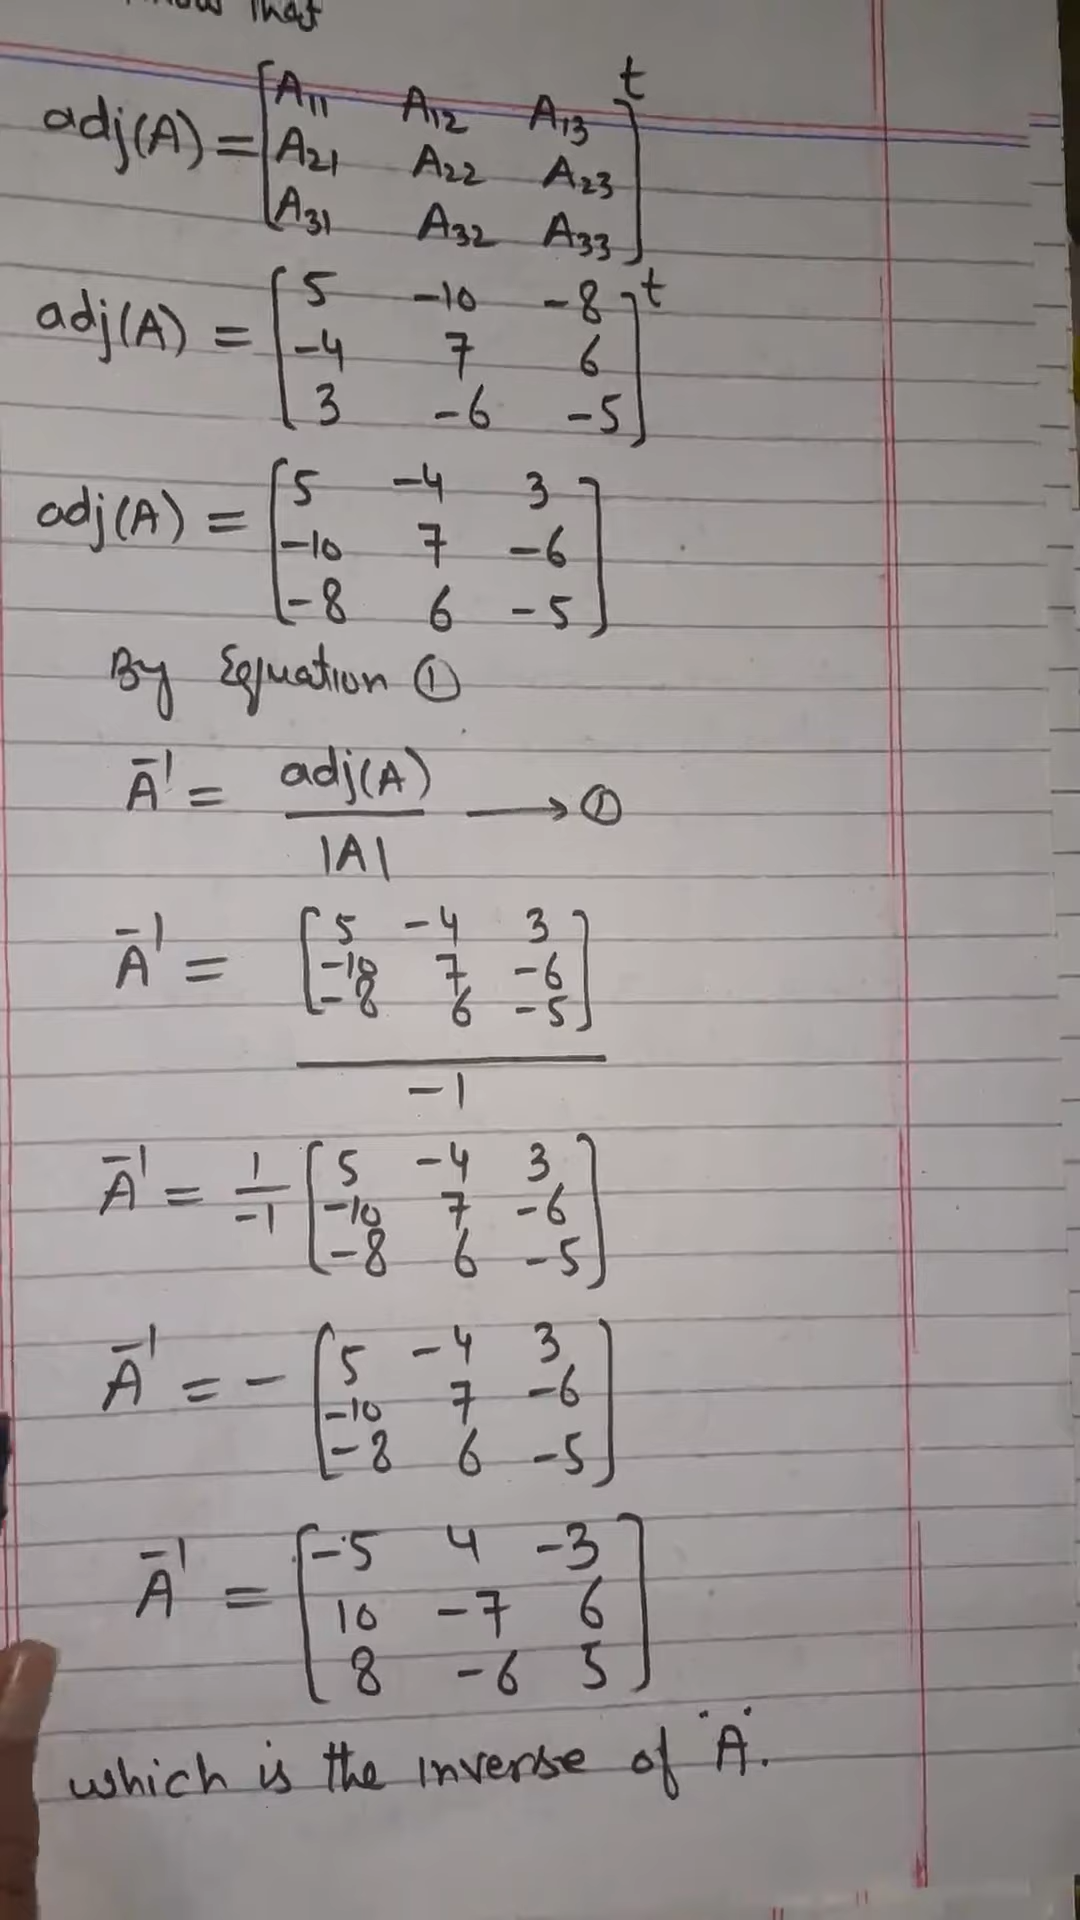 that
adj(A) = [A11 A12 A13
A21 A22 A23
A31 A32 A33]t
adj(A) = [5 -10 -8
-4 7 6
3 -6 -5]t
adj(A) = [5 -4 3
-10 7 -6
-8 6 -5]
By Equation ①
A-1 = adj(A) / |A| → ①
A-1 = [5 -4 3
-10 7 -6
-8 6 -5]
-1
A-1 = 1/-1 [5 -4 3
-10 7 -6
-8 6 -5]
A-1 = - [5 -4 3
-10 7 -6
-8 6 -5]
A-1 = [-5 4 -3
10 -7 6
8 -6 5]
which is the inverse of "A".